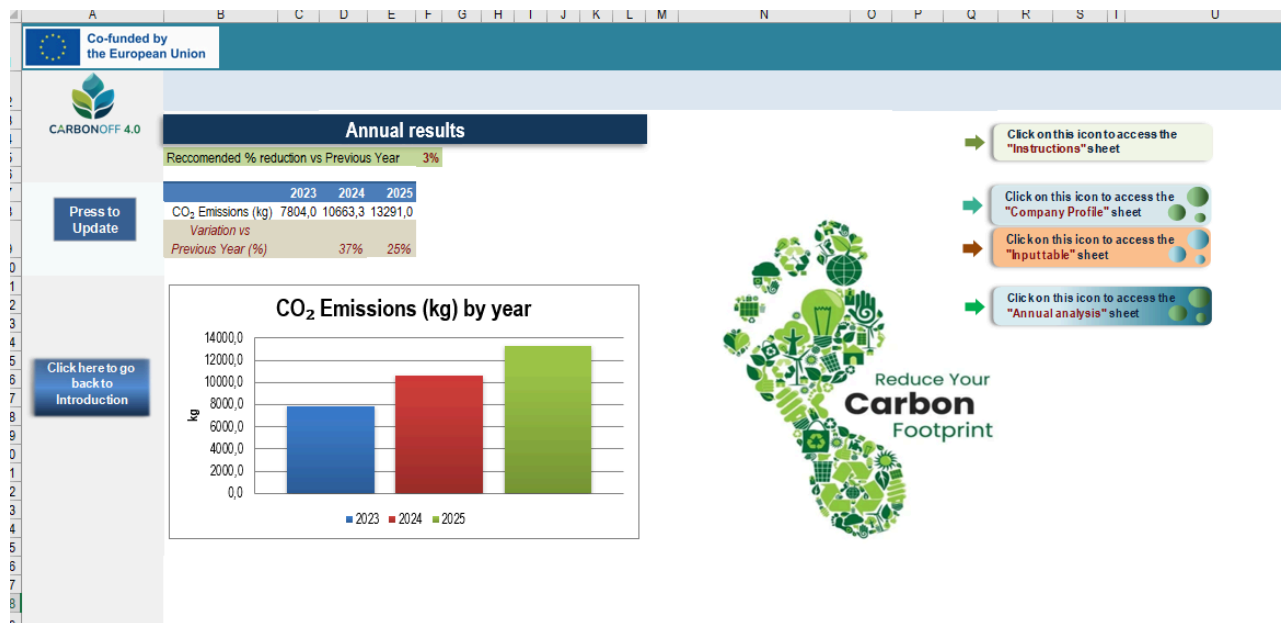 A B C D E F G H I J K L M N O P Q R S T U
Co-funded by
the European Union
CARBONOFF 4.0
Annual results
Reccomended % reduction vs Previous Year 3%
2023 2024 2025
CO₂ Emissions (kg) 7804,0 10663,3 13291,0
Variation vs
Previous Year (%) 37% 25%
Press to
Update
Click here to go
back to
Introduction
CO₂ Emissions (kg) by year
14000,0
12000,0
10000,0
8000,0
6000,0
4000,0
2000,0
0,0
kg
2023 2024 2025
Reduce Your
Carbon
Footprint
Click on this icon to access the
"Instructions" sheet
Click on this icon to access the
"Company Profile" sheet
Click on this icon to access the
"Input table" sheet
Click on this icon to access the
"Annual analysis" sheet